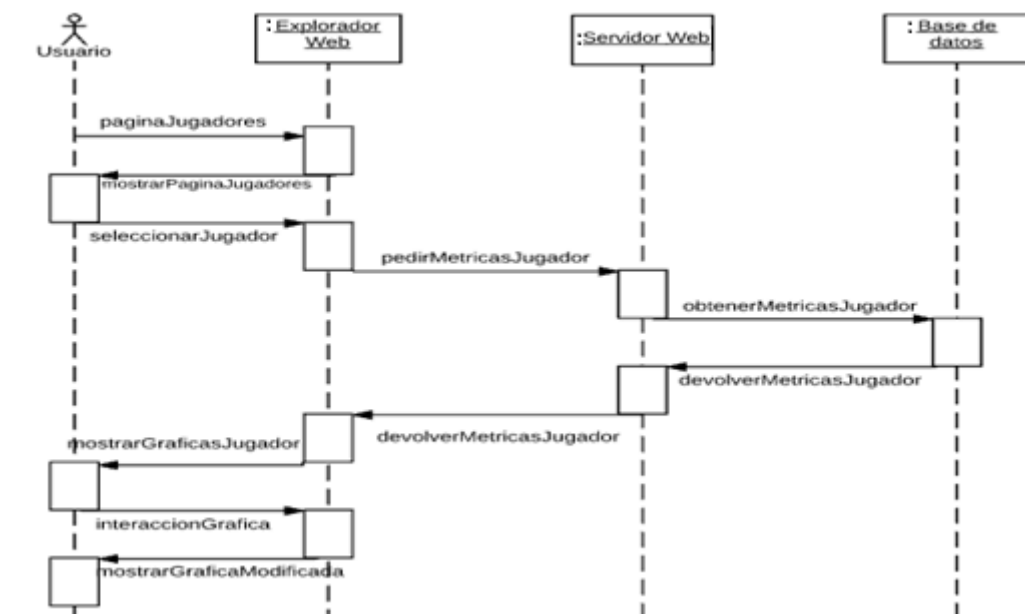 Usuario
: Explorador
Web
:Servidor Web
: Base de
datos
paginaJugadores
mostrarPaginaJugadores
seleccionarJugador
pedirMetricasJugador
obtenerMetricasJugador
devolverMetricasJugador
devolverMetricasJugador
mostrarGraficasJugador
interaccionGrafica
mostrarGraficaModificada